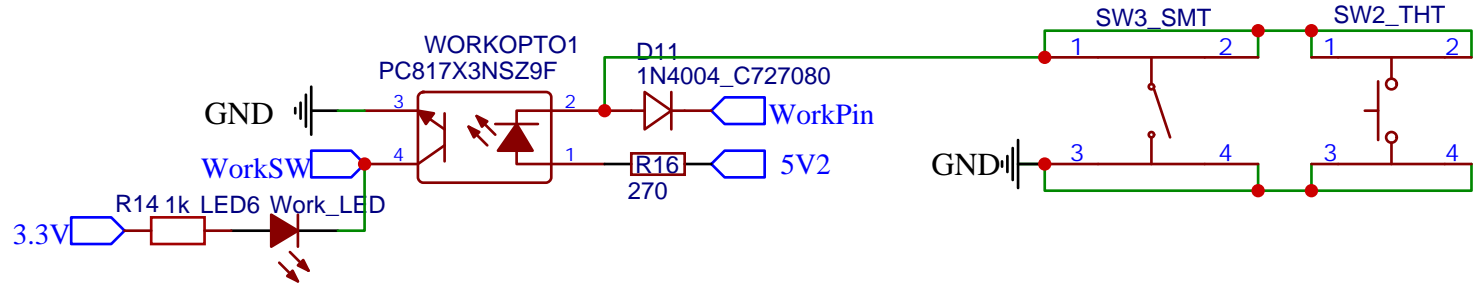 SW3_SMT
SW2_THT
1
2
1
2
WORKOPTO1
PC817X3NSZ9F
D11
1N4004_C727080
GND
3
2
WorkPin
WorkSW
4
1
R16
270
5V2
GND
3
4
3
4
R14 1k LED6 Work_LED
3.3V